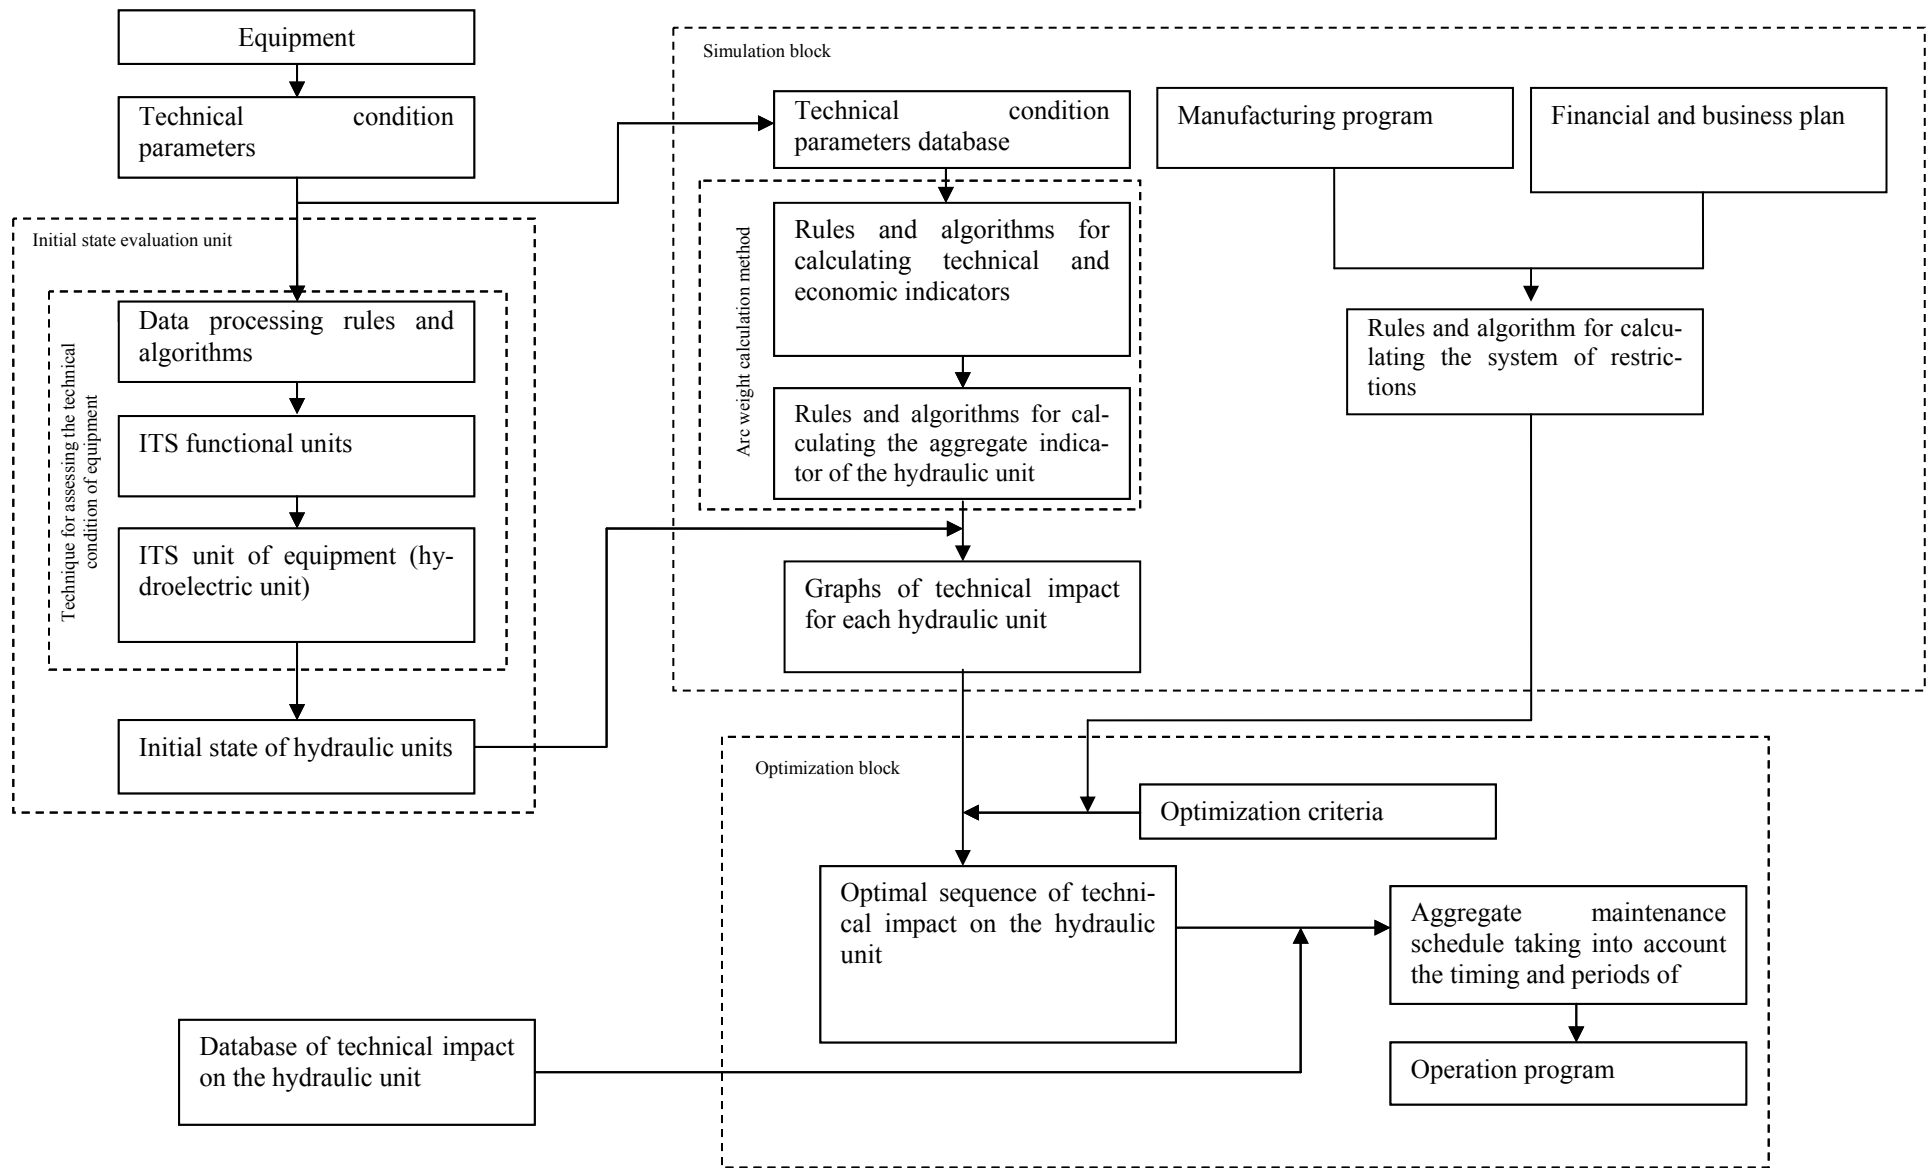 Equipment
Technical condition
parameters
Initial state evaluation unit
Technique for assessing the technical
condition of equipment
Data processing rules and
algorithms
ITS functional units
ITS unit of equipment (hy-
droelectric unit)
Initial state of hydraulic units
Simulation block
Technical condition
parameters database
Manufacturing program
Financial and business plan
Arc weight calculation method
Rules and algorithms for
calculating technical and
economic indicators
Rules and algorithms for cal-
culating the aggregate indica-
tor of the hydraulic unit
Rules and algorithm for calcu-
lating the system of restric-
tions
Graphs of technical impact
for each hydraulic unit
Optimization block
Optimization criteria
Optimal sequence of techni-
cal impact on the hydraulic
unit
Aggregate maintenance
schedule taking into account
the timing and periods of
Operation program
Database of technical impact
on the hydraulic unit